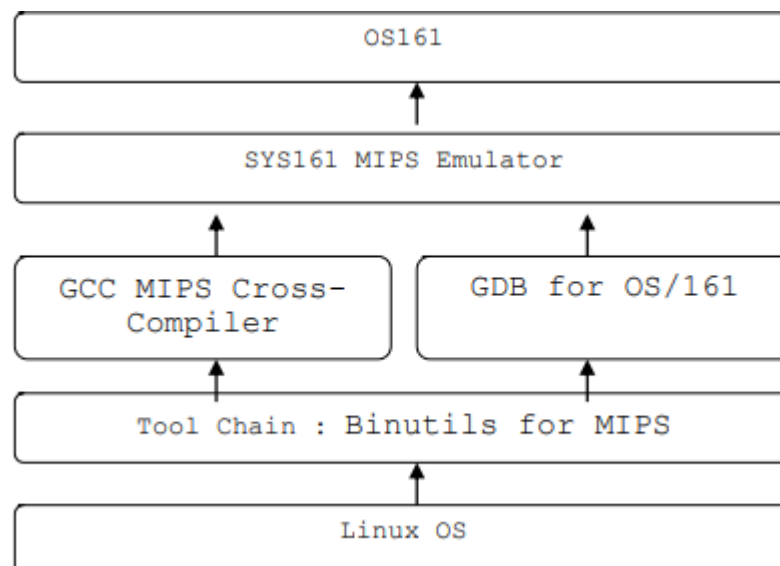 OS161
SYS161 MIPS Emulator
GCC MIPS Cross-
Compiler
GDB for OS/161
Tool Chain : Binutils for MIPS
Linux OS